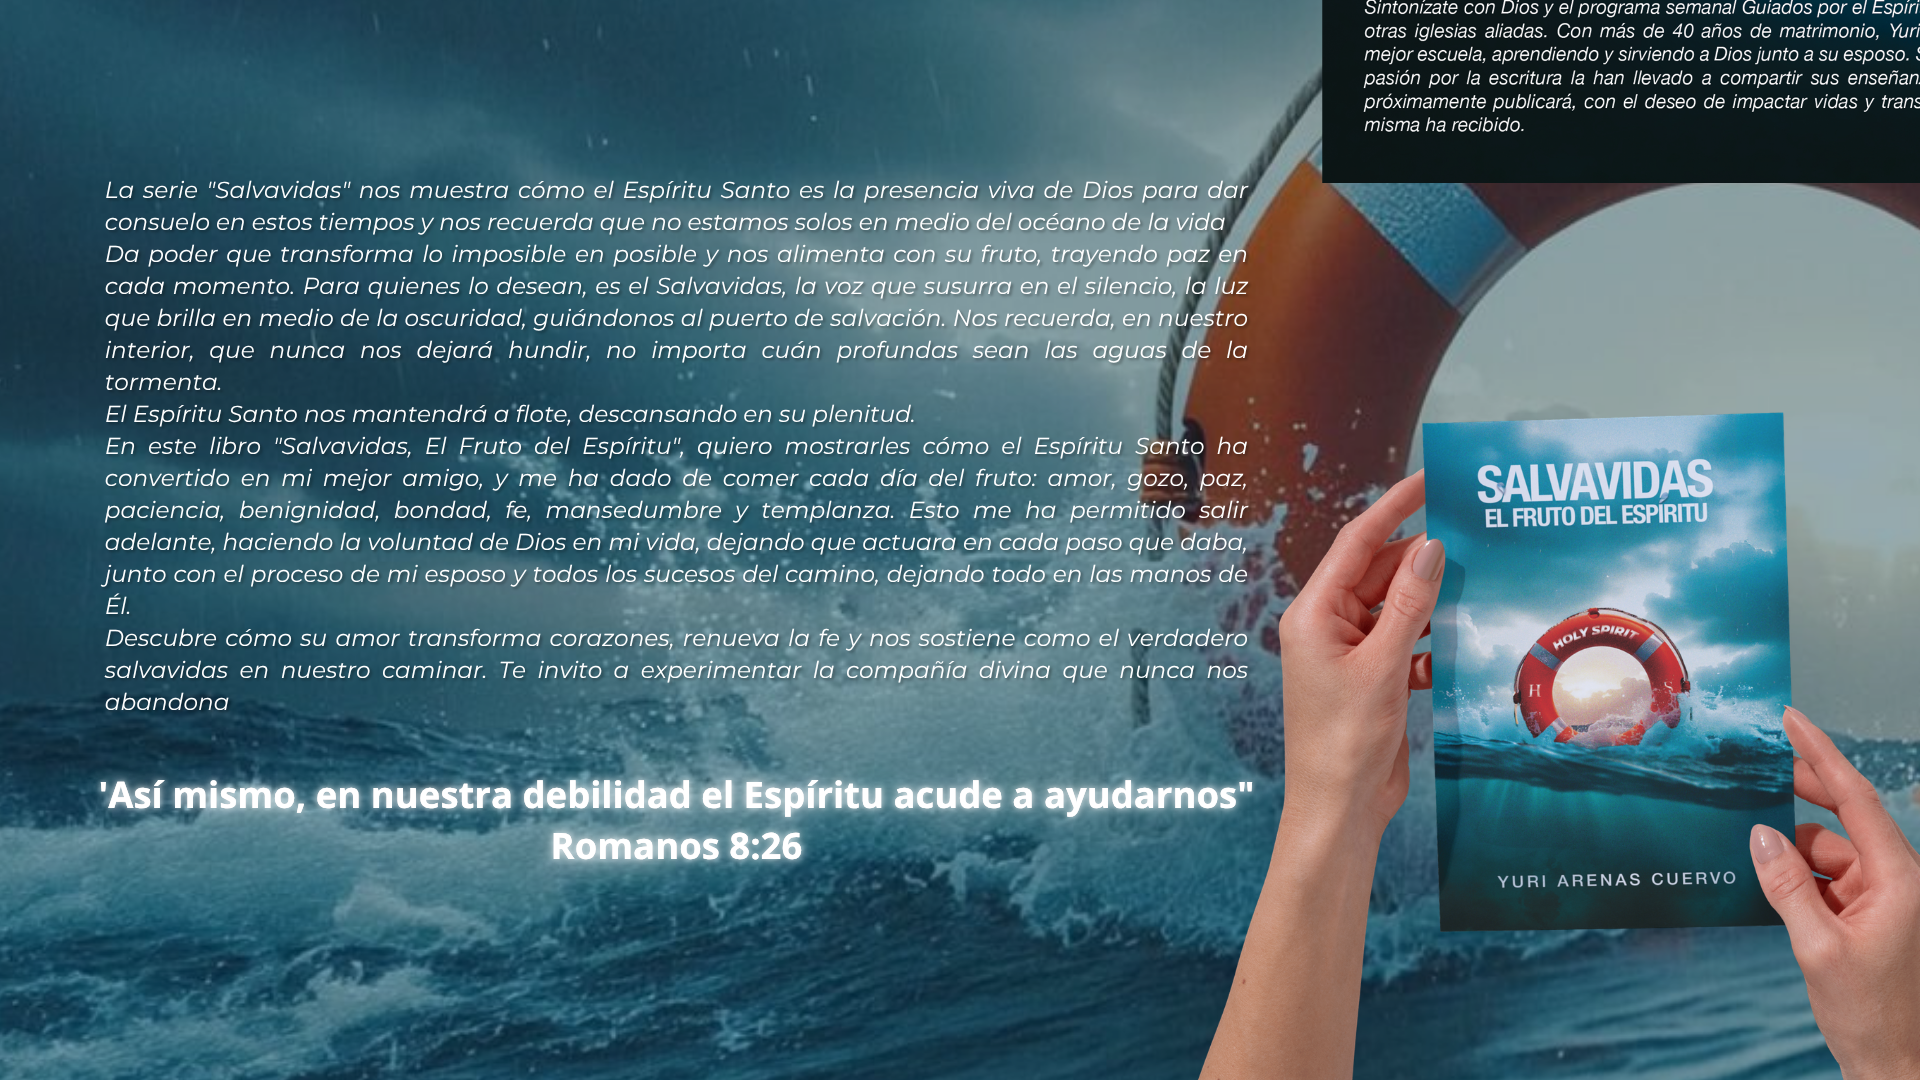 Sintonízate con Dios y el programa semanal Guiados por el
otras iglesias aliadas. Con más de 40 años de matrimonio, Yuri
mejor escuela, aprendiendo y sirviendo a Dios junto a su esposo.
pasión por la escritura la han llevado a compartir sus
próximamente publicará, con el deseo de impactar vidas y
misma ha recibido.
La serie "Salvavidas" nos muestra cómo el Espíritu Santo es la presencia viva de Dios para dar
consuelo en estos tiempos y nos recuerda que no estamos solos en medio del océano de la vida
Da poder que transforma lo imposible en posible y nos alimenta con su fruto, trayendo paz en
cada momento. Para quienes lo desean, es el Salvavidas, la voz que susurra en el silencio, la luz
que brilla en medio de la oscuridad, guiándonos al puerto de salvación. Nos recuerda, en nuestro
interior, que nunca nos dejará hundir, no importa cuán profundas sean las aguas de la
tormenta.
El Espíritu Santo nos mantendrá a flote, descansando en su plenitud.
En este libro "Salvavidas, El Fruto del Espíritu", quiero mostrarles cómo el Espíritu Santo ha
convertido en mi mejor amigo, y me ha dado de comer cada día del fruto: amor, gozo, paz,
paciencia, benignidad, bondad, fe, mansedumbre y templanza. Esto me ha permitido salir
adelante, haciendo la voluntad de Dios en mi vida, dejando que actuara en cada paso que daba,
junto con el proceso de mi esposo y todos los sucesos del camino, dejando todo en las manos de
Él.
Descubre cómo su amor transforma corazones, renueva la fe y nos sostiene como el verdadero
salvavidas en nuestro caminar. Te invito a experimentar la compañía divina que nunca nos
abandona
'Así mismo, en nuestra debilidad el Espíritu acude a ayudarnos"
Romanos 8:26
SALVAVIDAS
EL FRUTO DEL ESPÍRITU
HOLY SPIRIT
H S
YURI ARENAS CUERVO